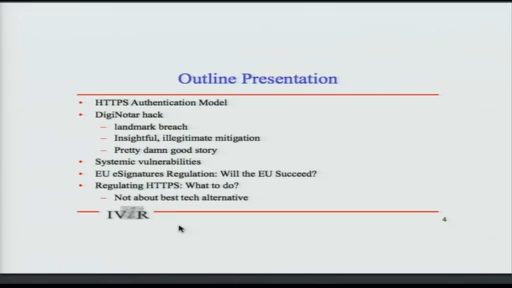 Outline Presentation
• HTTPS Authentication Model
• DigiNotar hack
– landmark breach
– Insightful, illegitimate mitigation
– Pretty damn good story
• Systemic vulnerabilities
• EU eSignatures Regulation: Will the EU Succeed?
• Regulating HTTPS: What to do?
– Not about best tech alternative
IViR
4